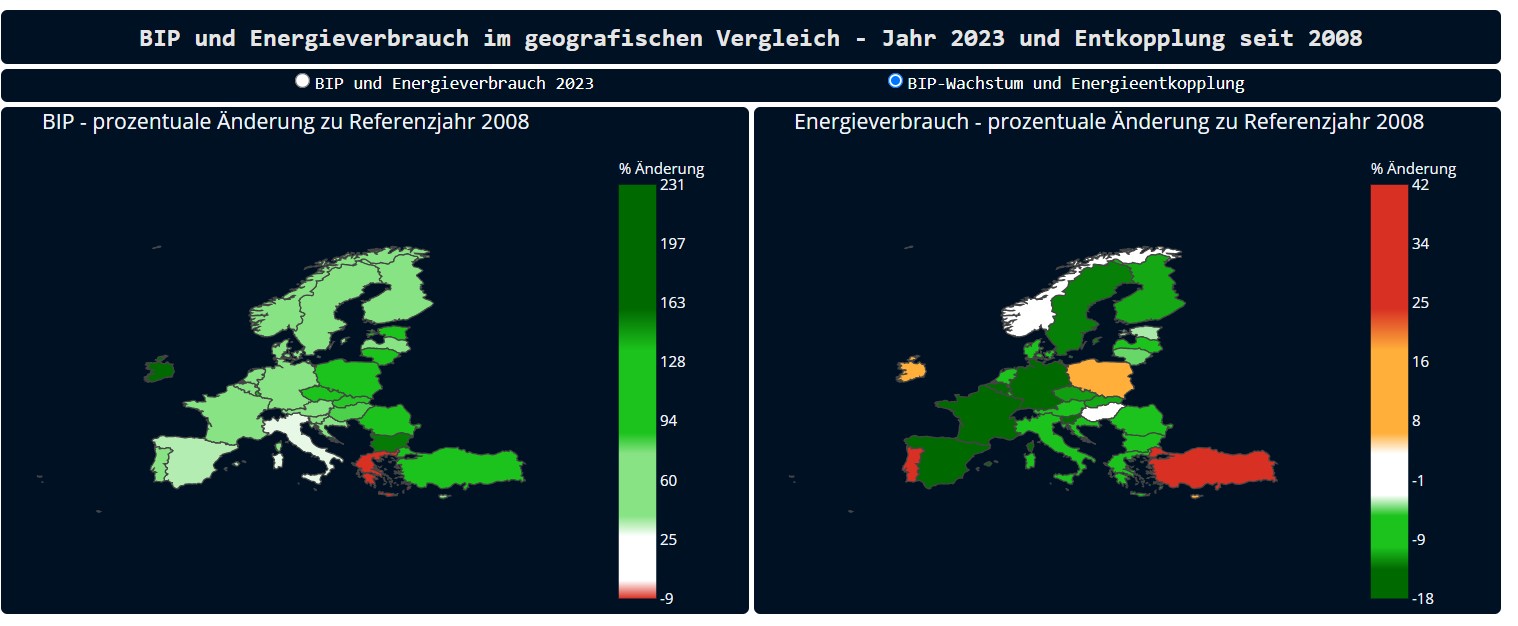 BIP und Energieverbrauch im geografischen Vergleich - Jahr 2023 und Entkopplung seit 2008
BIP und Energieverbrauch 2023
BIP-Wachstum und Energieentkopplung
BIP - prozentuale Änderung zu Referenzjahr 2008
% Änderung
231
197
163
128
94
60
25
-9
Energieverbrauch - prozentuale Änderung zu Referenzjahr 2008
% Änderung
42
34
25
16
8
-1
-9
-18